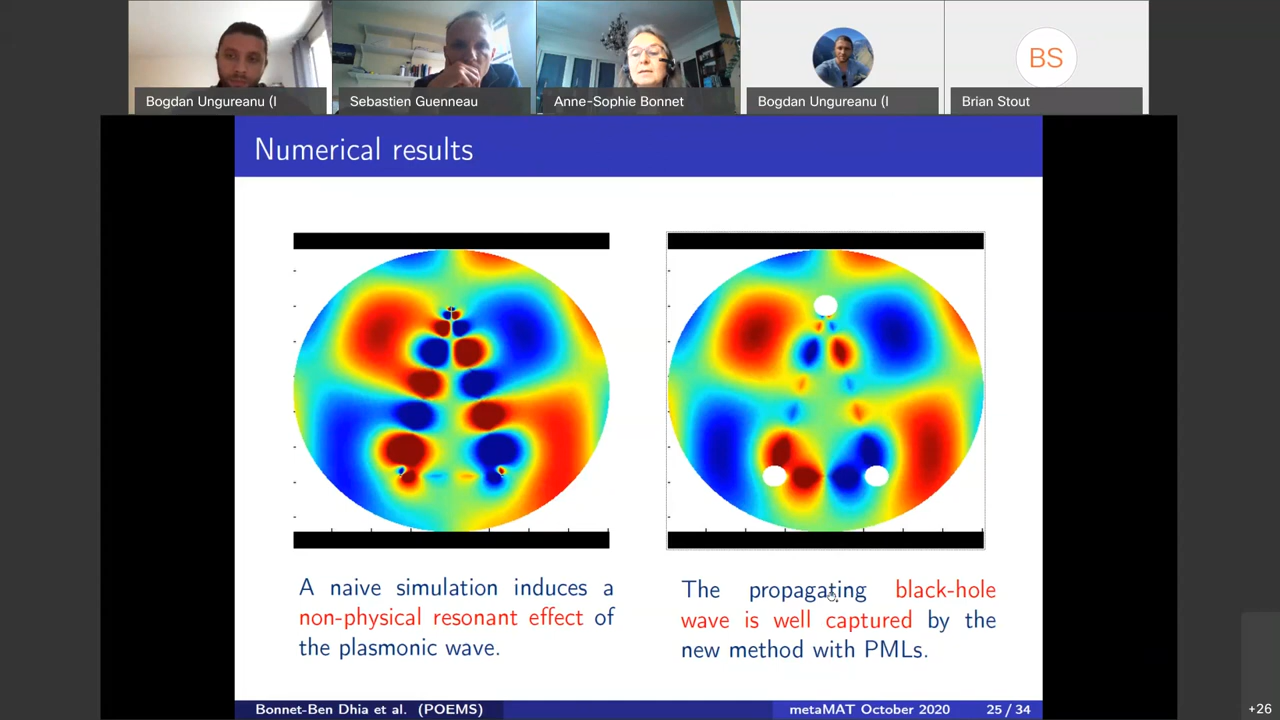 BS
Bogdan Ungureanu (I
Sebastien Guenneau
Anne-Sophie Bonnet
Bogdan Ungureanu (I
Brian Stout
Numerical results
A naive simulation induces a
non-physical resonant effect of
the plasmonic wave.
The propagating black-hole
wave is well captured by the
new method with PMLs.
Bonnet-Ben Dhia et al. (POEMS)
metaMAT October 2020
25 / 34
+26